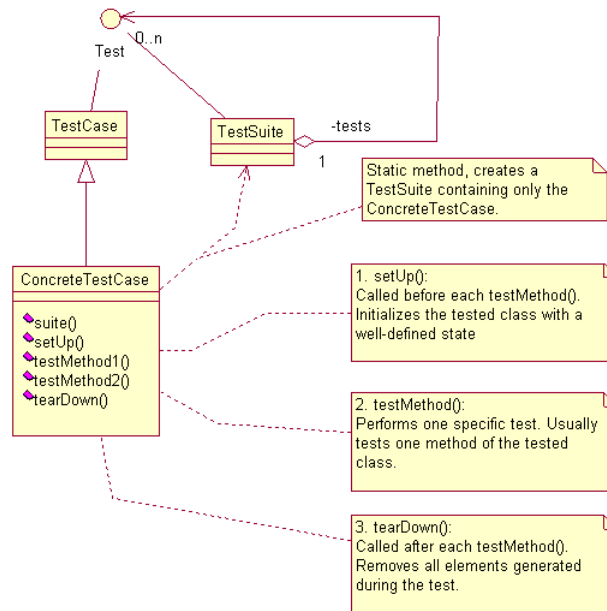 Test
0..n
TestCase
TestSuite
-tests
1
Static method, creates a
TestSuite containing only the
ConcreteTestCase.
ConcreteTestCase
suite()
setUp()
testMethod1()
testMethod2()
tearDown()
1. setUp():
Called before each testMethod().
Initializes the tested class with a
well-defined state
2. testMethod():
Performs one specific test. Usually
tests one method of the tested
class.
3. tearDown():
Called after each testMethod().
Removes all elements generated
during the test.